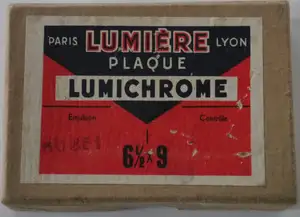 PARIS LUMIÈRE LYON
PLAQUE
LUMICHROME
Emulsion Contrôle
6½x9